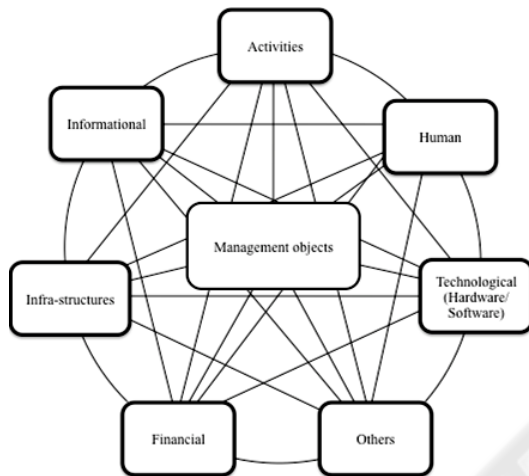 Activities
Informational
Human
Management objects
Infra-structures
Technological
(Hardware/
Software)
Financial
Others